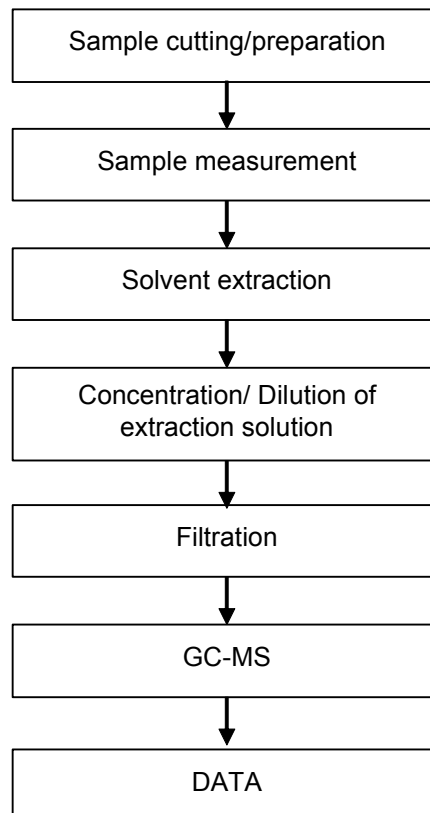 Sample cutting/preparation
Sample measurement
Solvent extraction
Concentration/ Dilution of
extraction solution
Filtration
GC-MS
DATA